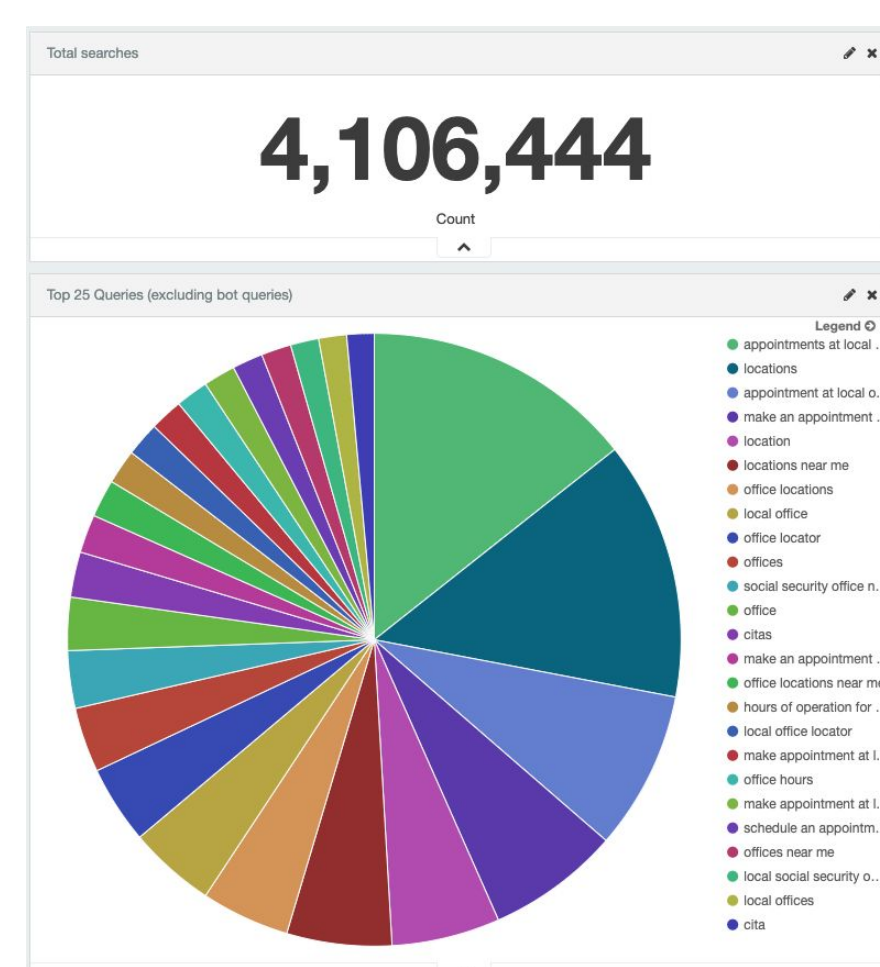 Total searches
4,106,444
Count
Top 25 Queries (excluding bot queries)
Legend
appointments at local .
locations
appointment at local o.
make an appointment .
location
locations near me
office locations
local office
office locator
offices
social security office n.
office
citas
make an appointment .
office locations near me
hours of operation for .
local office locator
make appointment at l.
office hours
make appointment at l.
schedule an appointm.
offices near me
local social security o..
local offices
cita